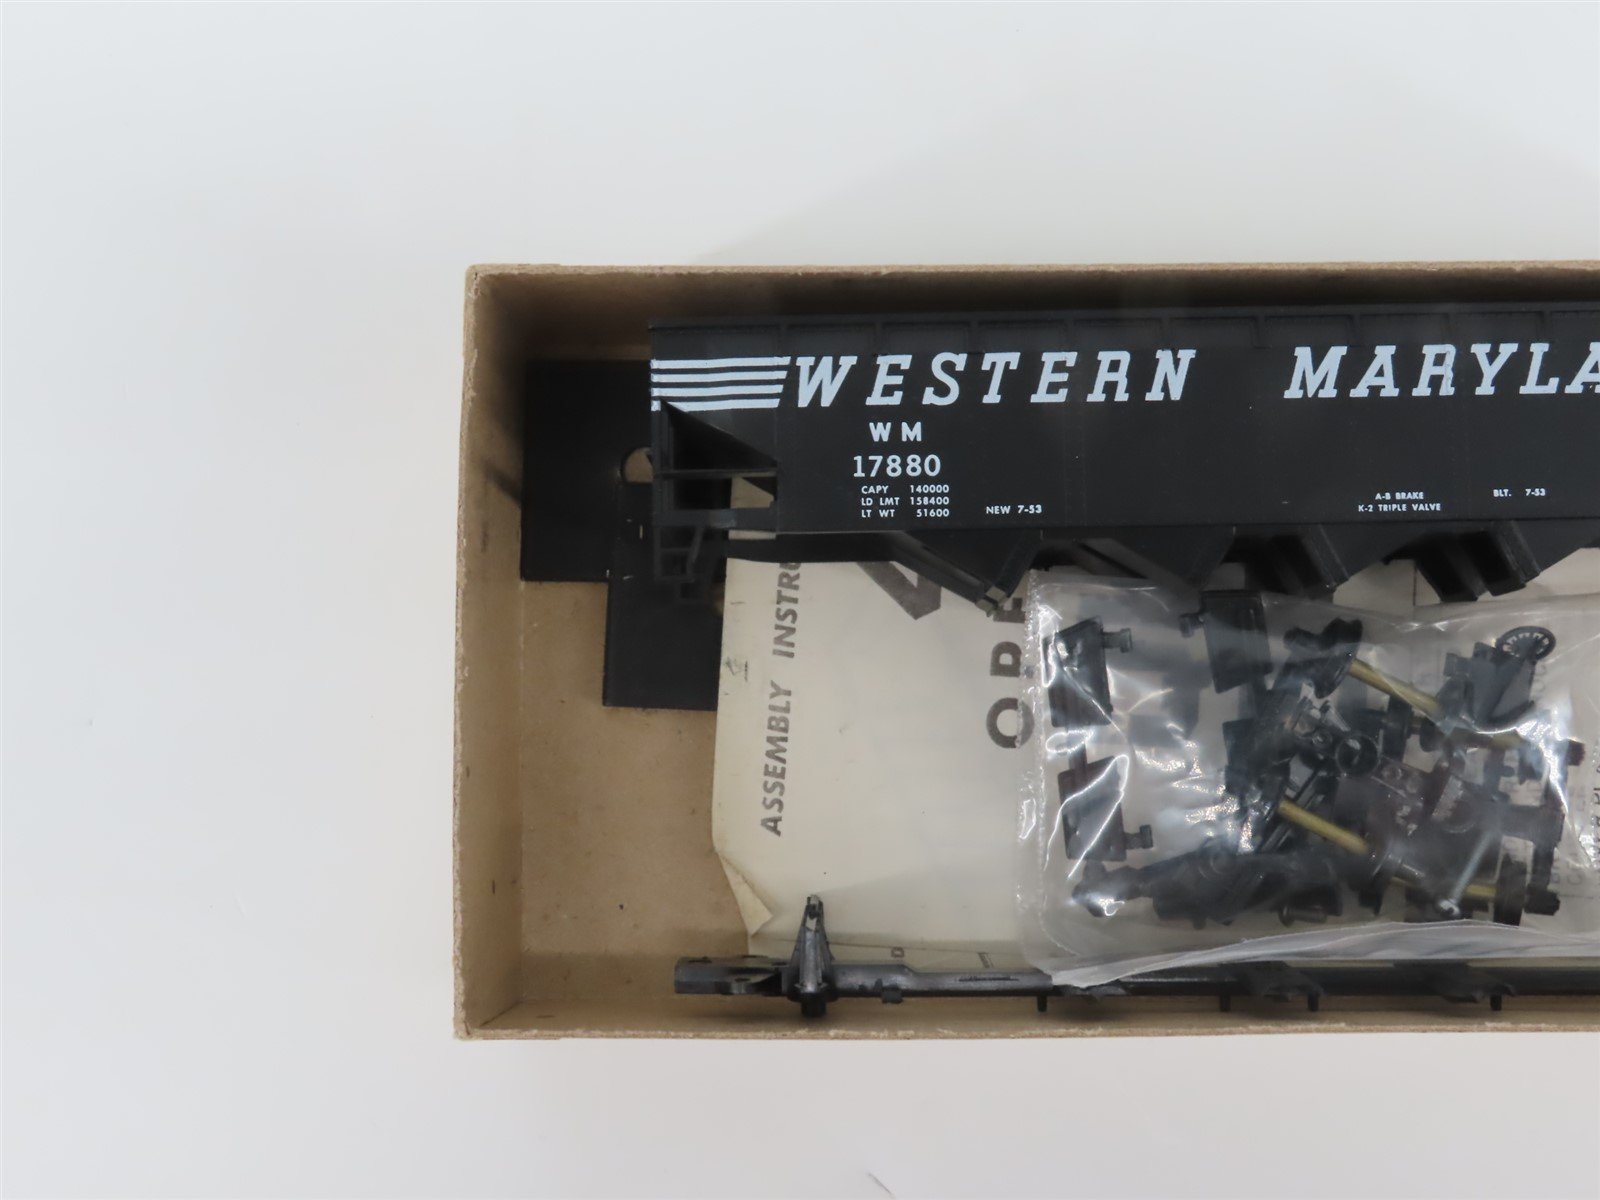 WESTERN MARYLA
WM
17880
CAPY 140000
LD LMT 158400
LT WT 51600
NEW 7-53
A-B BRAKE
K-2 TRIPLE VALVE
BLT. 7-53
ASSEMBLY INSTRU